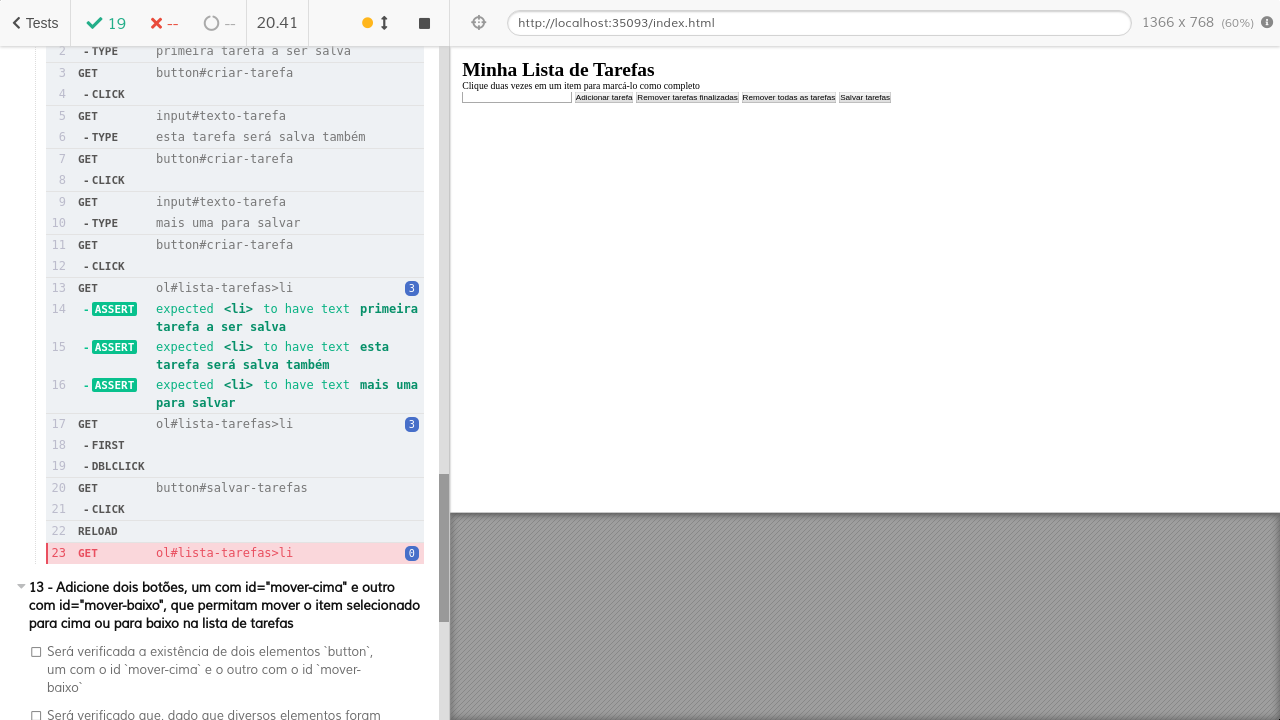 Tests
19
--
--
20.41
http://localhost:35093/index.html
1366 x 768 (60%)
2 - TYPE primeira tarefa a ser salva
3 GET button#criar-tarefa
4 - CLICK
5 GET input#texto-tarefa
6 - TYPE esta tarefa será salva também
7 GET button#criar-tarefa
8 - CLICK
9 GET input#texto-tarefa
10 - TYPE mais uma para salvar
11 GET button#criar-tarefa
12 - CLICK
13 GET ol#lista-tarefas>li 3
14 - ASSERT expected <li> to have text primeira
tarefa a ser salva
15 - ASSERT expected <li> to have text esta
tarefa será salva também
16 - ASSERT expected <li> to have text mais uma
para salvar
17 GET ol#lista-tarefas>li 3
18 - FIRST
19 - DBLCLICK
20 GET button#salvar-tarefas
21 - CLICK
22 RELOAD
23 GET ol#lista-tarefas>li 0
13 - Adicione dois botões, um com id="mover-cima" e outro
com id="mover-baixo", que permitam mover o item selecionado
para cima ou para baixo na lista de tarefas
Será verificada a existência de dois elementos `button`,
um com o id `mover-cima` e o outro com o id `mover-
baixo`
Será verificado que, dado que diversos elementos foram
Minha Lista de Tarefas
Clique duas vezes em um item para marcá-lo como completo
Adicionar tarefa Remover tarefas finalizadas Remover todas as tarefas Salvar tarefas